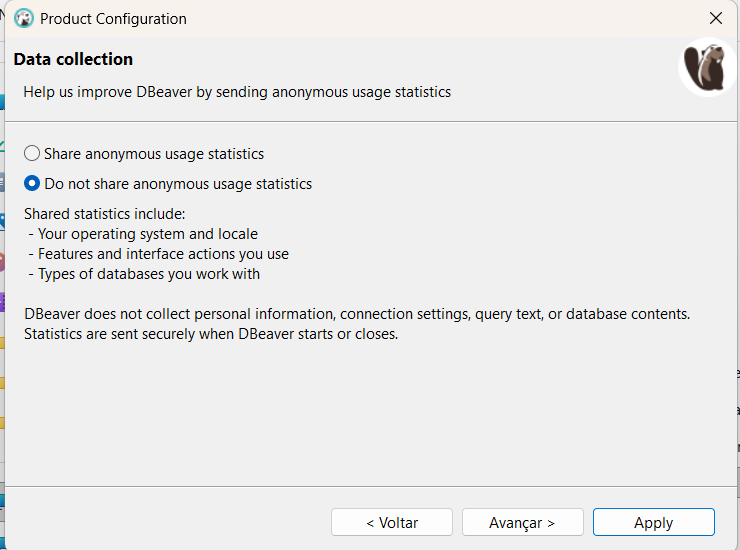 Product Configuration
Data collection
Help us improve DBeaver by sending anonymous usage statistics
Share anonymous usage statistics
Do not share anonymous usage statistics
Shared statistics include:
- Your operating system and locale
- Features and interface actions you use
- Types of databases you work with
DBeaver does not collect personal information, connection settings, query text, or database contents.
Statistics are sent securely when DBeaver starts or closes.
< Voltar
Avançar >
Apply